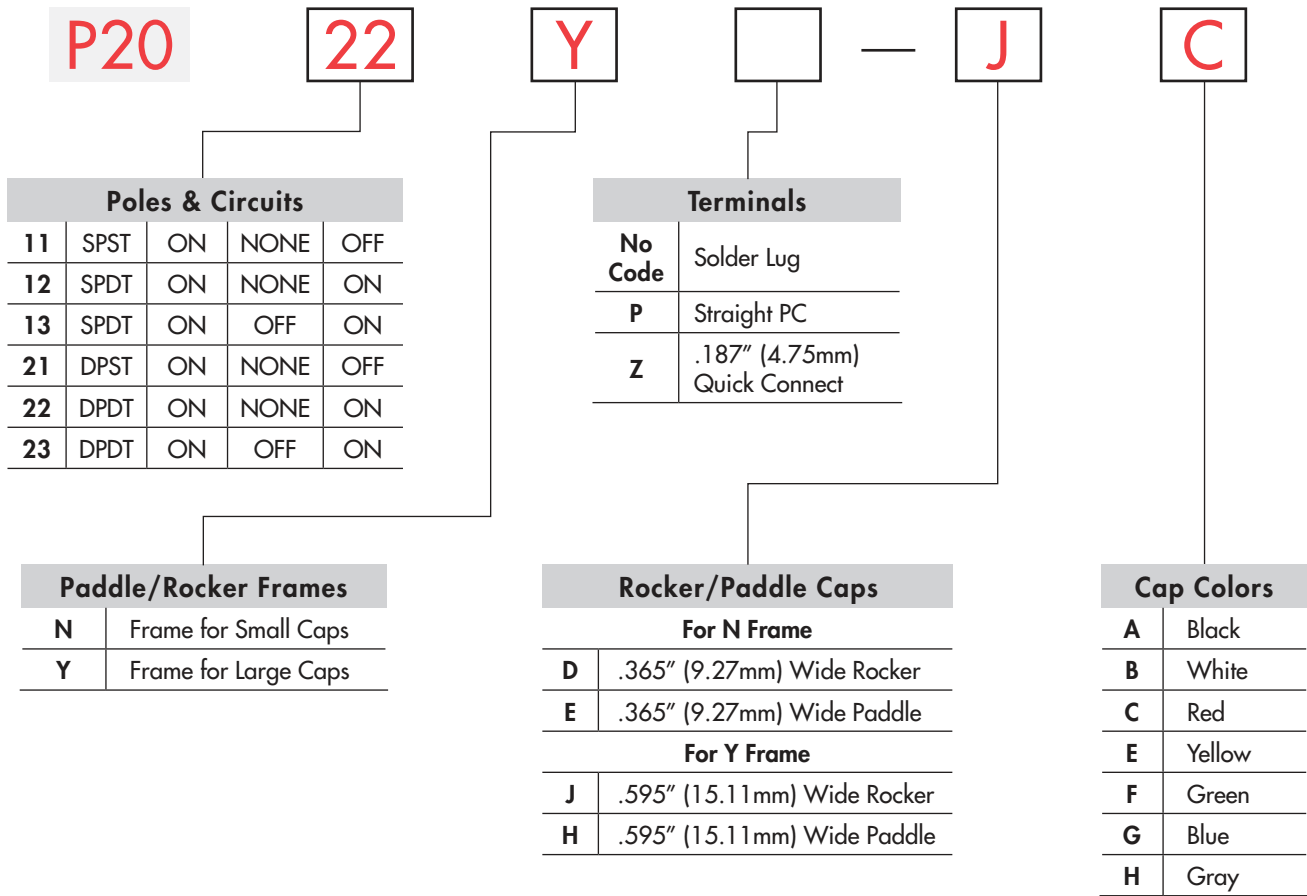 P20 22 Y — J C
Poles & Circuits
11 SPST ON NONE OFF
12 SPDT ON NONE ON
13 SPDT ON OFF ON
21 DPST ON NONE OFF
22 DPDT ON NONE ON
23 DPDT ON OFF ON
Terminals
No
Code
Solder Lug
P Straight PC
Z
.187" (4.75mm)
Quick Connect
Paddle/Rocker Frames
N Frame for Small Caps
Y Frame for Large Caps
Rocker/Paddle Caps
For N Frame
D .365" (9.27mm) Wide Rocker
E .365" (9.27mm) Wide Paddle
For Y Frame
J .595" (15.11mm) Wide Rocker
H .595" (15.11mm) Wide Paddle
Cap Colors
A Black
B White
C Red
E Yellow
F Green
G Blue
H Gray